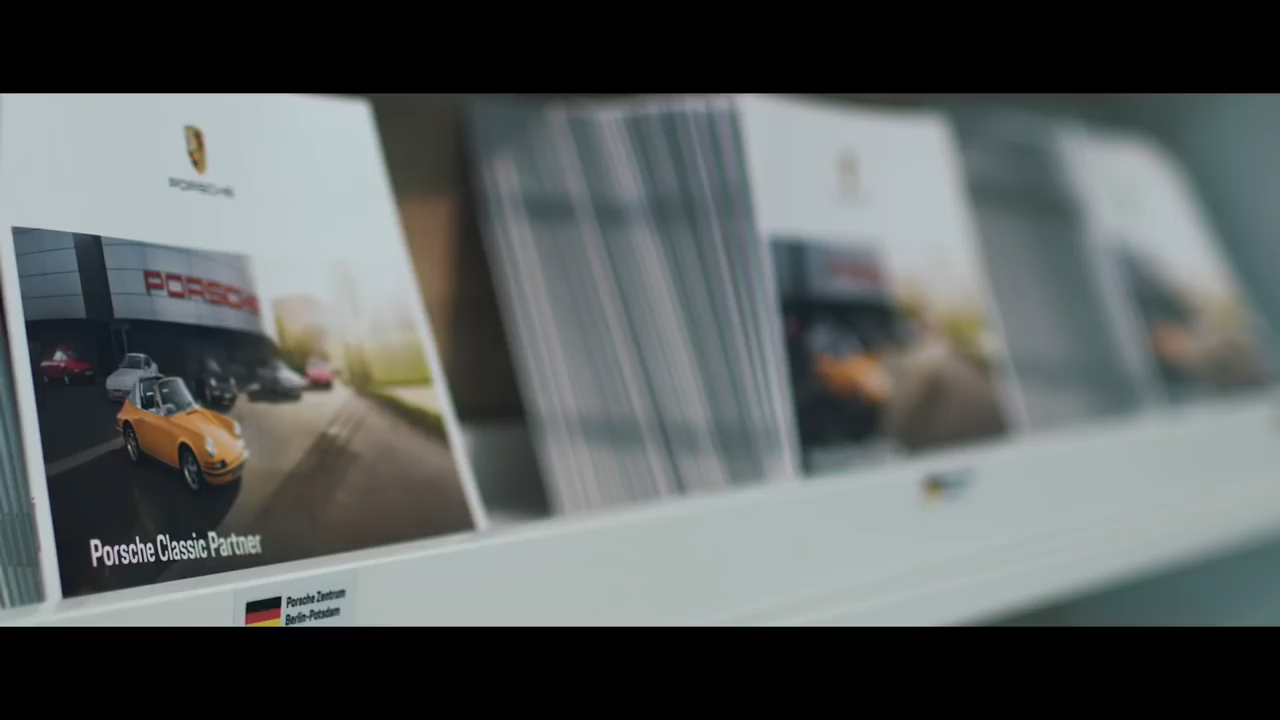 PORSCHE
PORSCHE
Porsche Classic Partner
Porsche Zentrum
Berlin-Potsdam